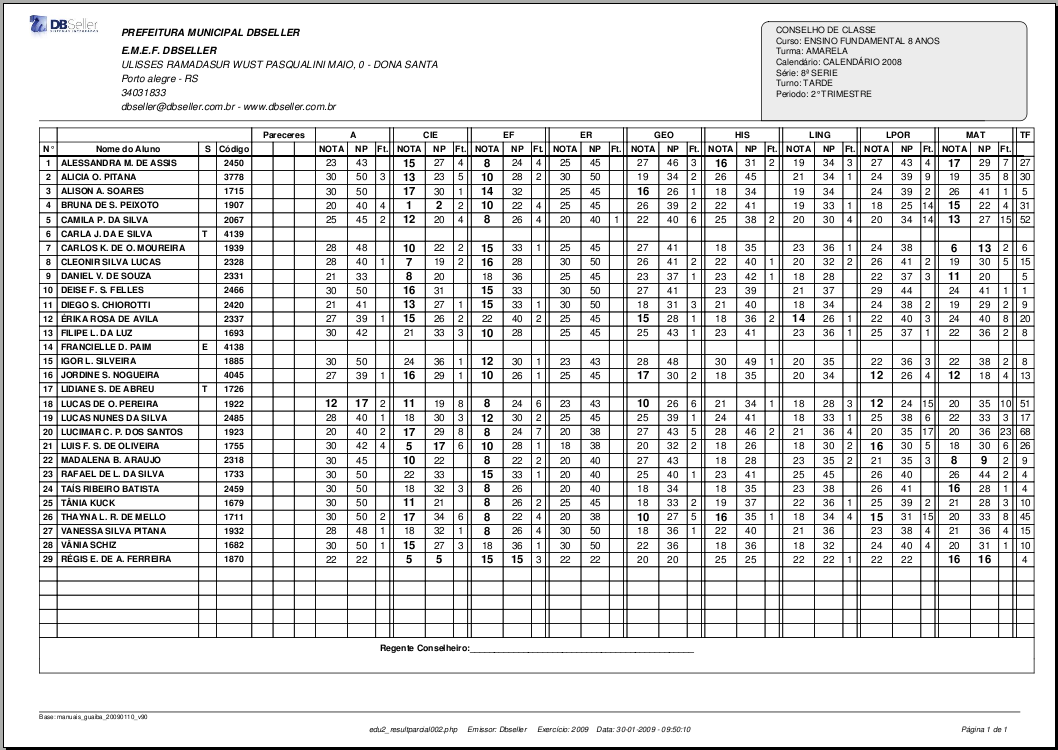 DBSeller
PREFEITURA MUNICIPAL DBSELLER
E.M.E.F. DBSELLER
ULISSES RAMADASUR WUST PASQUALINI MAIO, 0 - DONA SANTA
Porto alegre - RS
34031833
dbseller@dbseller.com.br - www.dbseller.com.br
CONSELHO DE CLASSE
Curso: ENSINO FUNDAMENTAL 8 ANOS
Turma: AMARELA
Calendário: CALENDÁRIO 2008
Série: 8ª SERIE
Turno: TARDE
Periodo: 2° TRIMESTRE
Pareceres A CIE EF ER GEO HIS LING LPOR MAT TF
N° Nome do Aluno S Código NOTA NP Ft. NOTA NP Ft. NOTA NP Ft. NOTA NP Ft. NOTA NP Ft. NOTA NP Ft. NOTA NP Ft. NOTA NP Ft. NOTA NP Ft.
1 ALESSANDRA M. DE ASSIS 2450 23 43 15 27 4 8 24 4 25 45 27 46 3 16 31 2 19 34 3 27 43 4 17 29 7 27
2 ALICIA O. PITANA 3778 30 50 3 13 23 5 10 28 2 30 50 19 34 2 26 45 21 34 1 24 39 9 19 35 8 30
3 ALISON A. SOARES 1715 30 50 17 30 1 14 32 25 45 16 26 1 18 34 19 34 24 39 2 26 41 1 5
4 BRUNA DE S. PEIXOTO 1907 20 40 4 1 2 2 10 22 4 25 45 26 39 2 22 41 19 33 1 18 25 14 15 22 4 31
5 CAMILA P. DA SILVA 2067 25 45 2 12 20 4 8 26 4 20 40 1 22 40 6 25 38 2 20 34 4 20 34 14 13 27 15 52
6 CARLA J. DA E SILVA T 4139
7 CARLOS K. DE O. MOUREIRA 1939 28 48 10 22 2 15 33 1 25 45 27 41 18 35 23 36 1 24 38 6 13 2 6
8 CLEONIR SILVA LUCAS 2328 28 40 1 7 19 2 16 28 30 50 26 41 2 22 40 1 20 32 2 26 41 2 19 30 5 15
9 DANIEL V. DE SOUZA 2331 21 33 8 20 18 36 25 45 23 37 1 23 42 1 18 28 22 37 3 11 20 5
10 DEISE F. S. FELLES 2466 30 50 16 31 15 33 30 50 27 41 23 39 21 37 29 44 24 41 1 1
11 DIEGO S. CHIOROTTI 2420 21 41 13 27 1 15 33 1 30 50 18 31 3 21 40 18 34 24 38 2 19 29 2 9
12 ÉRIKA ROSA DE AVILA 2337 27 39 1 15 26 2 22 40 2 25 45 15 28 1 18 36 2 14 26 1 22 37 4 24 40 8 20
13 FILIPE L. DA LUZ 1693 30 42 21 33 3 10 28 25 45 25 43 1 23 41 23 36 1 25 37 1 22 36 2 8
14 FRANCIELLE D. PAIM E 4138
15 IGOR L. SILVEIRA 1885 30 50 24 36 1 12 30 1 23 43 28 48 30 49 1 20 35 22 36 3 22 38 2 8
16 JORDINE S. NOGUEIRA 4045 27 39 1 16 29 1 10 26 1 25 45 17 30 2 18 35 20 34 12 26 4 12 18 4 13
17 LIDIANE S. DE ABREU T 1726
18 LUCAS DE O. PEREIRA 1922 12 17 2 11 19 8 8 24 6 23 43 10 26 6 21 34 1 18 28 3 12 24 15 20 35 10 51
19 LUCAS NUNES DA SILVA 2485 28 40 1 18 30 3 12 30 2 25 45 25 39 1 24 41 18 33 1 25 38 6 22 33 3 17
20 LUCIMAR C. P. DOS SANTOS 1923 20 40 2 17 29 8 8 24 7 20 38 27 43 5 28 46 2 21 36 4 20 35 17 20 36 23 68
21 LUIS F. S. DE OLIVEIRA 1755 30 42 4 5 17 6 10 28 1 18 38 20 32 2 18 26 18 30 2 16 30 5 18 30 6 26
22 MADALENA B. ARAUJO 2318 30 45 10 22 8 22 2 20 40 27 43 18 28 23 35 2 21 35 3 8 9 2 9
23 RAFAEL DE L. DA SILVA 1733 30 50 22 33 15 33 1 20 40 25 40 1 23 41 25 45 26 40 26 44 2 4
24 TAÍS RIBEIRO BATISTA 2459 30 50 18 32 3 8 26 20 40 18 34 18 35 23 38 26 41 16 28 1 4
25 TÂNIA KUCK 1679 30 50 11 21 8 26 2 25 45 18 33 2 19 37 22 36 1 25 39 2 21 28 3 10
26 THAYNA L. R. DE MELLO 1711 30 50 2 17 34 6 8 22 4 20 38 10 27 5 16 35 1 18 34 4 15 31 15 20 33 8 45
27 VANESSA SILVA PITANA 1932 28 48 1 18 32 1 8 26 4 30 50 18 36 1 22 40 21 36 23 38 4 21 36 4 15
28 VÂNIA SCHIZ 1682 30 50 1 15 27 3 18 36 1 30 50 22 36 18 36 18 32 24 40 4 20 31 1 10
29 RÉGIS E. DE A. FERREIRA 1870 22 22 5 5 15 15 3 22 22 20 20 25 25 22 22 1 22 22 16 16 4
Regente Conselheiro:
Base: manuais_guaiba_20090110_v90
edu2_resultparcial002.php Emissor: Dbseller Exercício: 2009 Data: 30-01-2009 - 09:50:10 Página 1 de 1